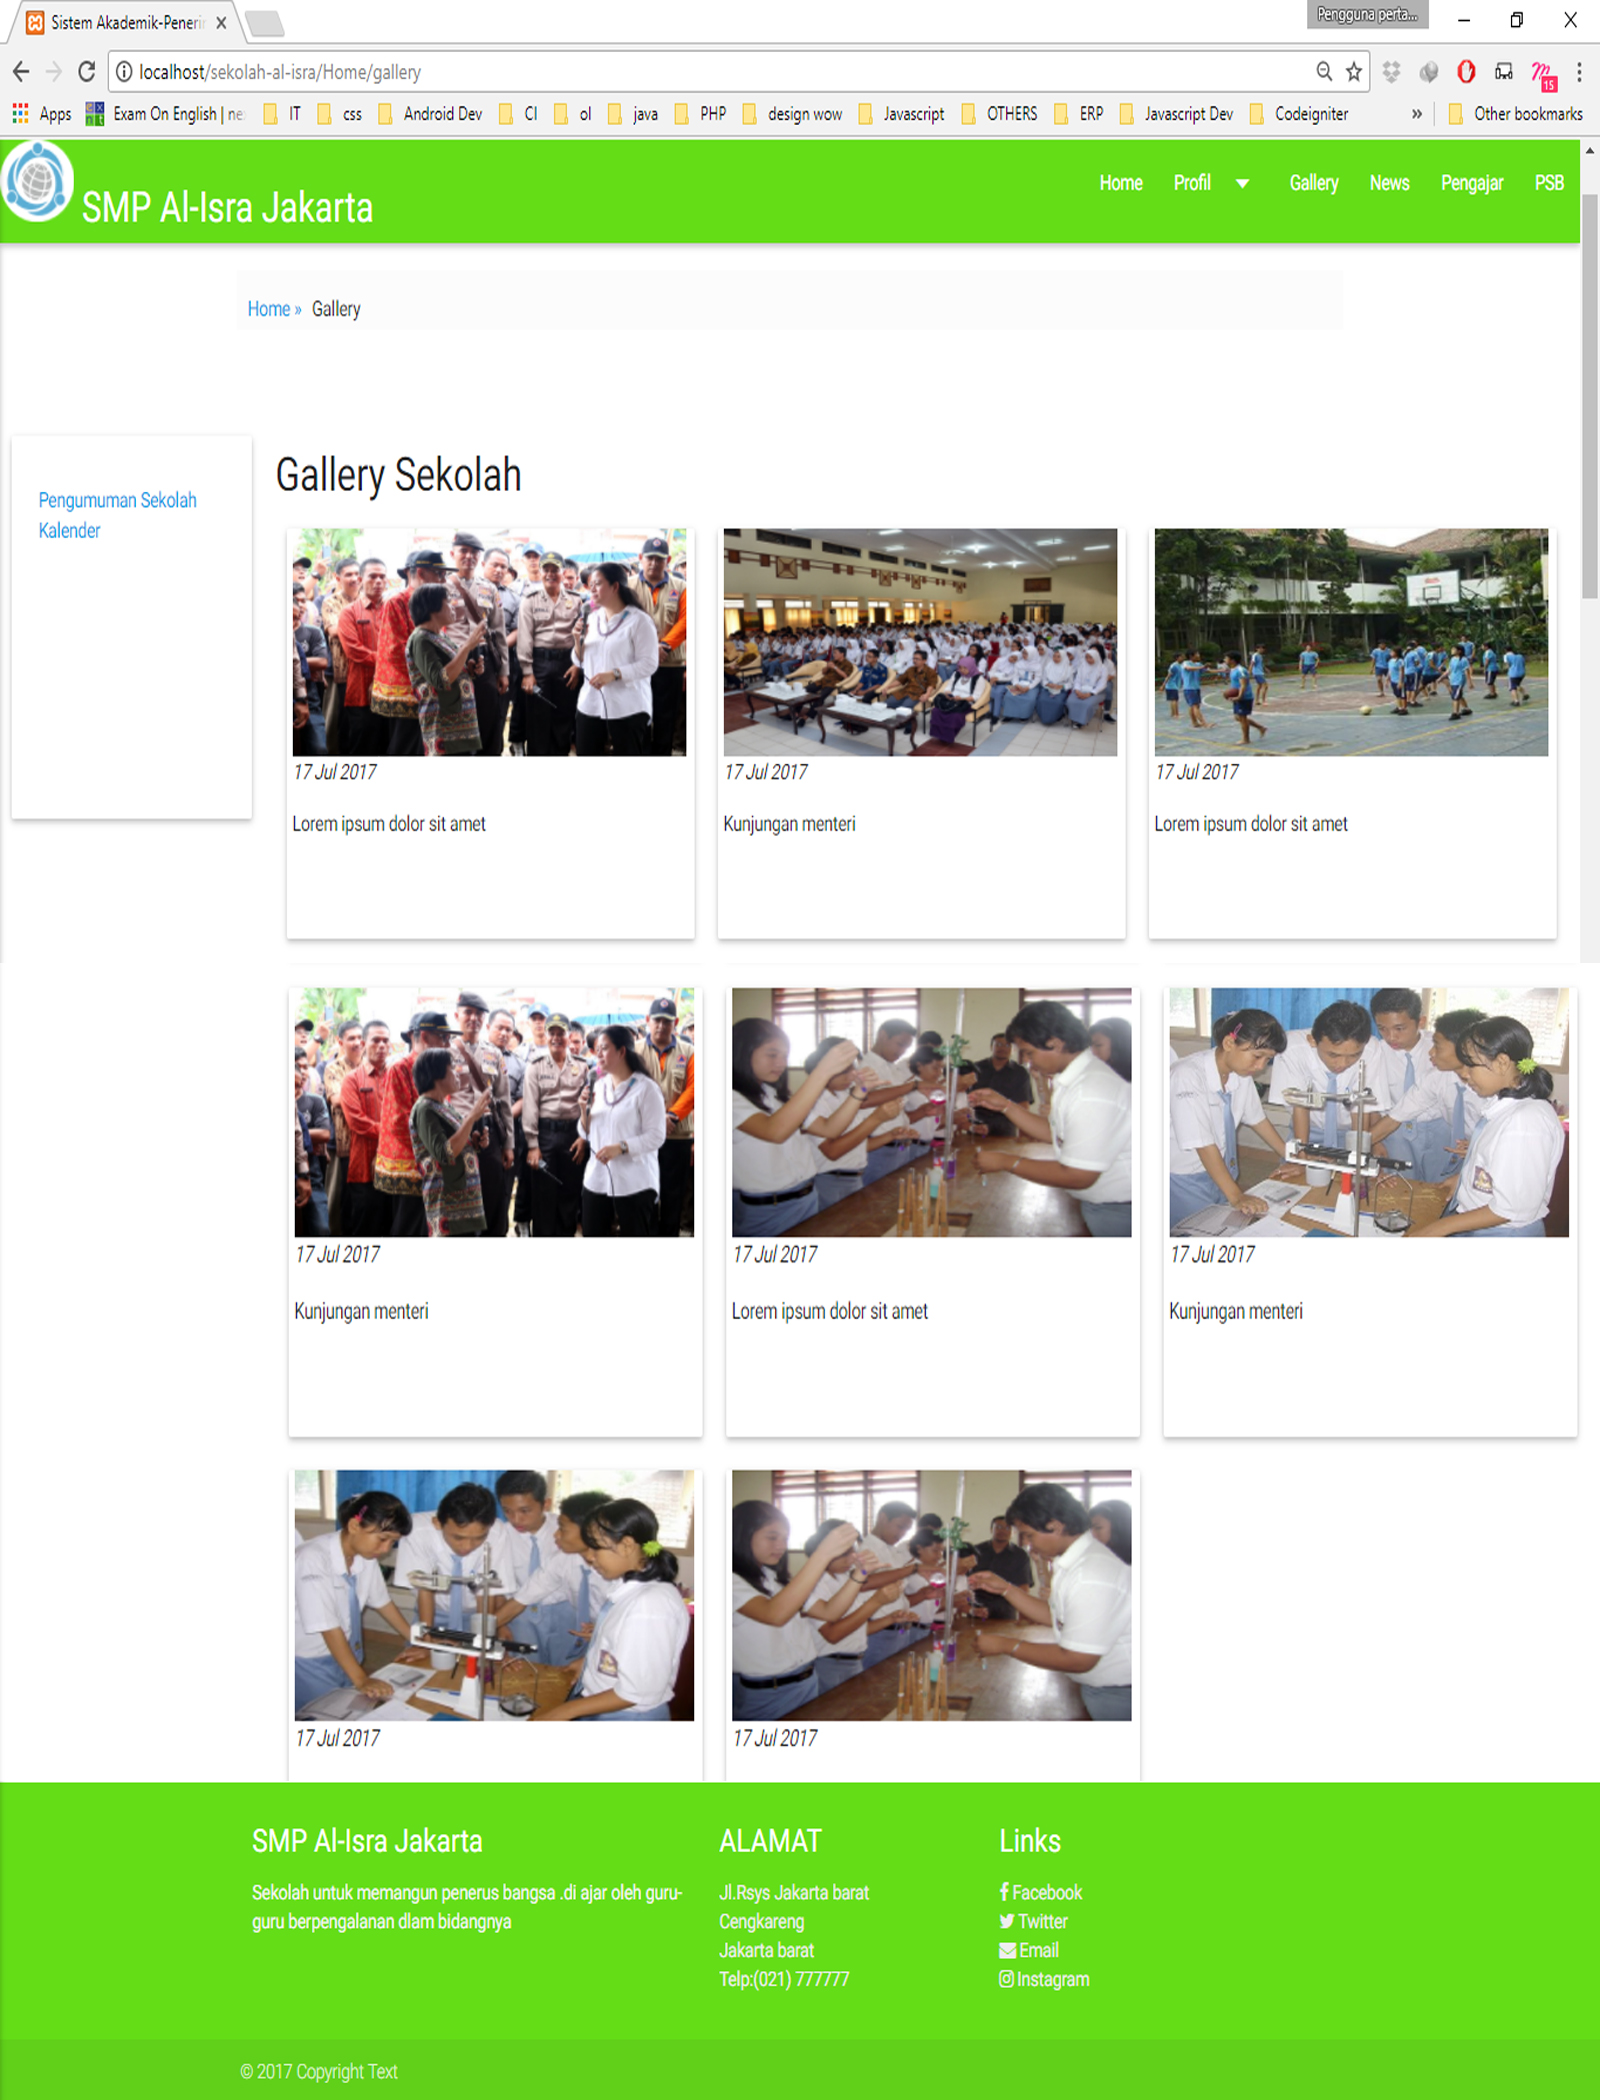 Sistem Akademik-Penerin
Pengguna perta...
localhost/sekolah-al-isra/Home/gallery
15
Apps Exam On English | ne IT css Android Dev CI ol java PHP design wow Javascript OTHERS ERP Javascript Dev Codeigniter » Other bookmarks
SMP Al-Isra Jakarta
Home Profil Gallery News Pengajar PSB
Home » Gallery
Pengumuman Sekolah
Kalender
Gallery Sekolah
17 Jul 2017
Lorem ipsum dolor sit amet
17 Jul 2017
Kunjungan menteri
17 Jul 2017
Lorem ipsum dolor sit amet
17 Jul 2017
Kunjungan menteri
17 Jul 2017
Lorem ipsum dolor sit amet
17 Jul 2017
Kunjungan menteri
17 Jul 2017
17 Jul 2017
SMP Al-Isra Jakarta
Sekolah untuk memangun penerus bangsa .di ajar oleh guru-
guru berpengalanan dlam bidangnya
ALAMAT
Jl.Rsys Jakarta barat
Cengkareng
Jakarta barat
Telp:(021) 777777
Links
Facebook
Twitter
Email
Instagram
© 2017 Copyright Text